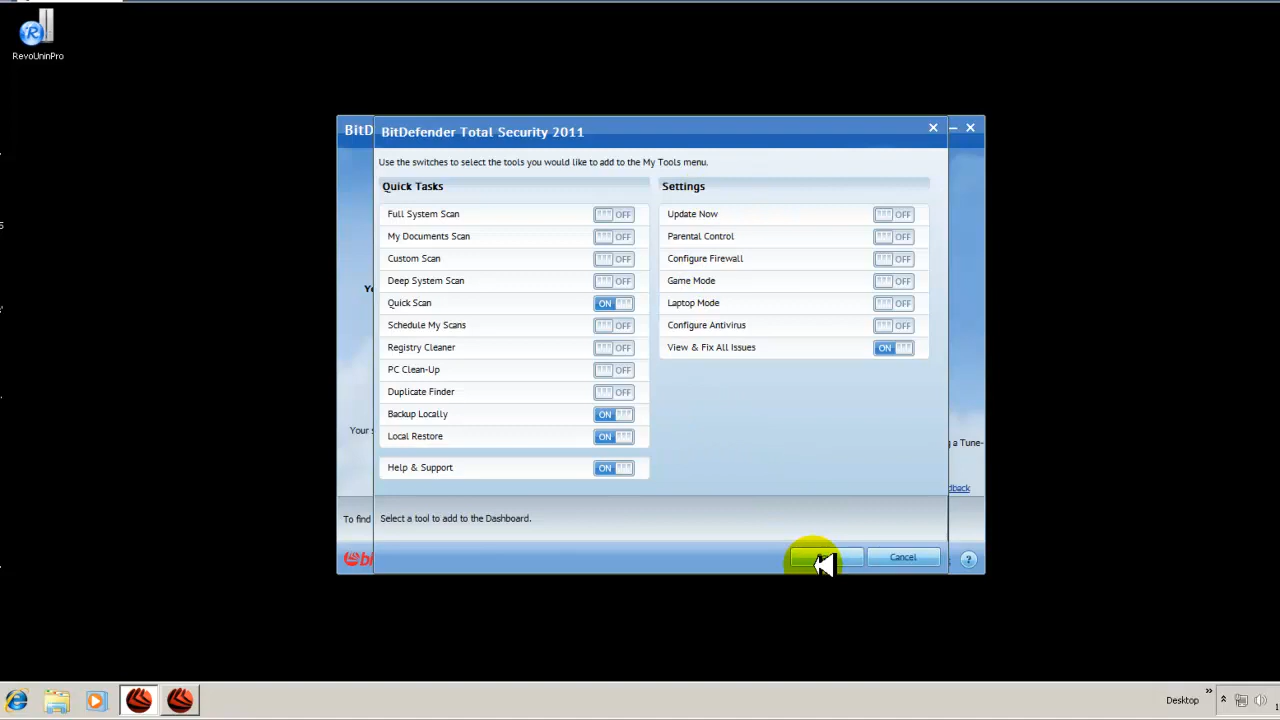 RevoUninPro
BitD
BitDefender Total Security 2011
Use the switches to select the tools you would like to add to the My Tools menu.
Quick Tasks
Full System Scan OFF
My Documents Scan OFF
Custom Scan OFF
Deep System Scan OFF
Quick Scan ON
Schedule My Scans OFF
Registry Cleaner OFF
PC Clean-Up OFF
Duplicate Finder OFF
Backup Locally ON
Local Restore ON
Help & Support ON
Settings
Update Now OFF
Parental Control OFF
Configure Firewall OFF
Game Mode OFF
Laptop Mode OFF
Configure Antivirus OFF
View & Fix All Issues ON
Your
g a Tune-
dback
To find
Select a tool to add to the Dashboard.
bi
Cancel
?
Desktop »